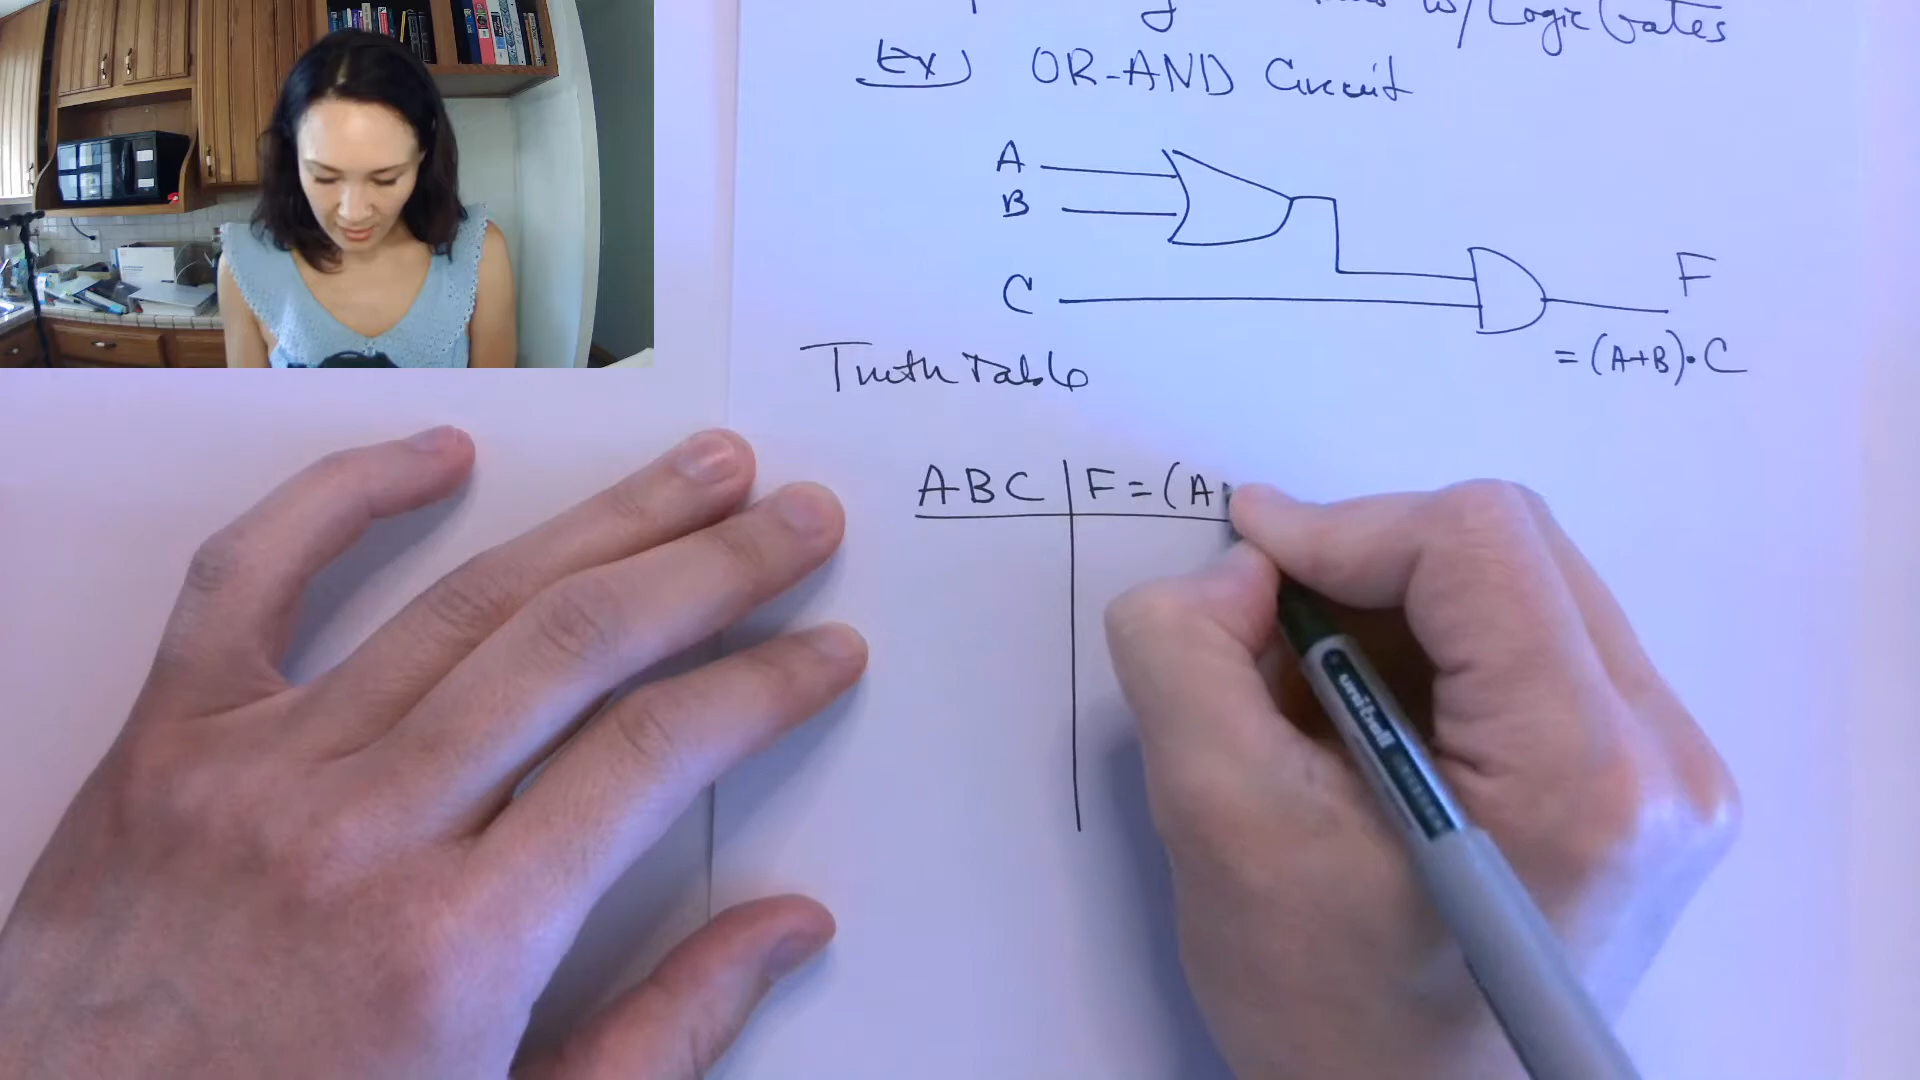 w/ Logic Gates
Ex) OR-AND Circuit
A
B
C
F
= (A+B)•C
Truth Table
A B C F = (A
uniball